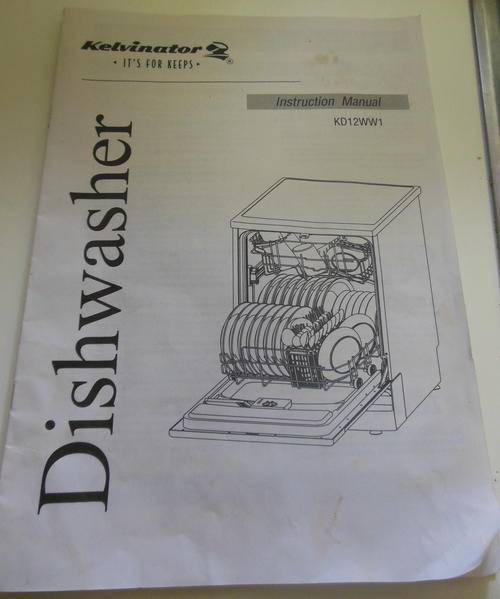 Kelvinator
• IT'S FOR KEEPS •
Instruction Manual
KD12WW1
Dishwasher